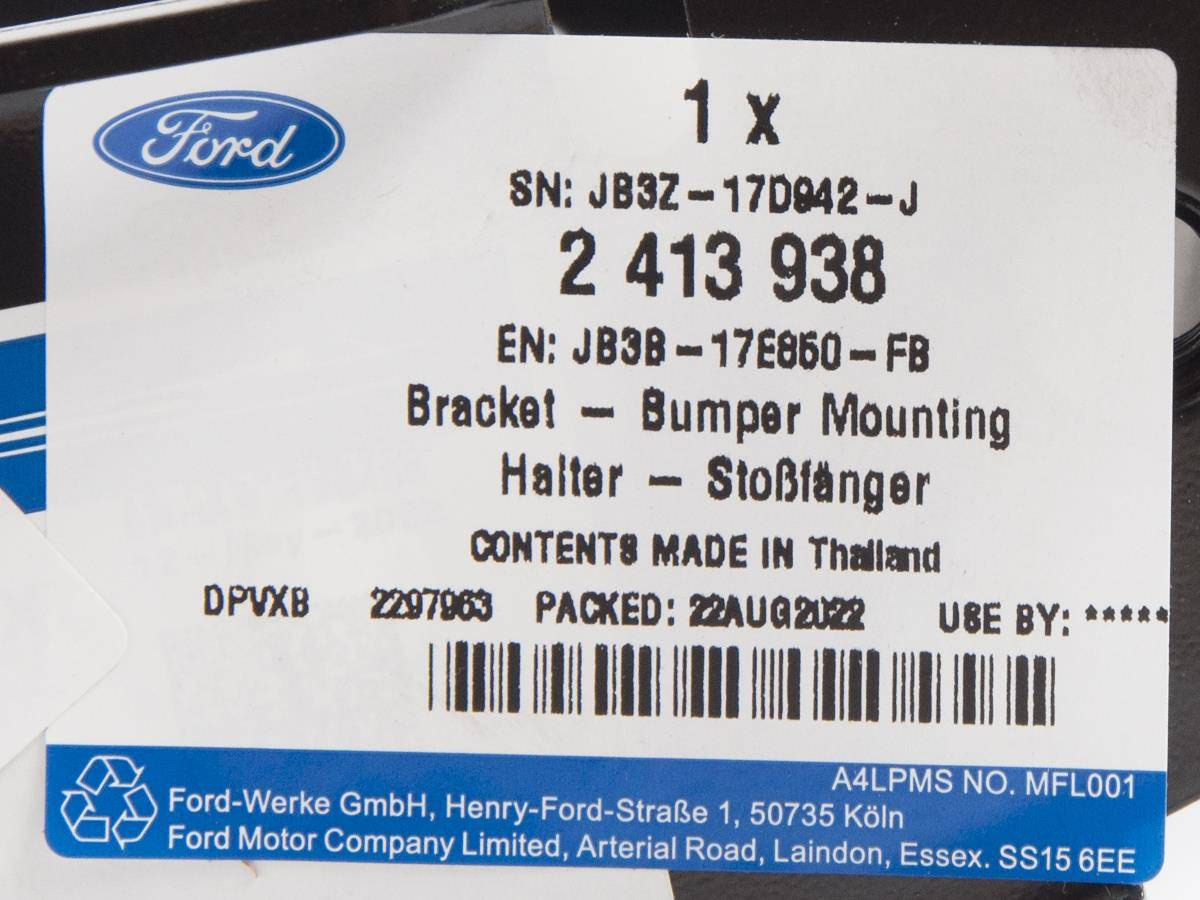 Ford
1 x
SN: JB3Z-17D942-J
2 413 938
EN: JB3B-17E850-FB
Bracket - Bumper Mounting
Halter - Stoßfänger
CONTENTS MADE IN Thailand
DPVXB 2297963 PACKED: 22AUG2022 USE BY: *****
A4LPMS NO. MFL001
Ford-Werke GmbH, Henry-Ford-Straße 1, 50735 Köln
Ford Motor Company Limited, Arterial Road, Laindon, Essex. SS15 6EE